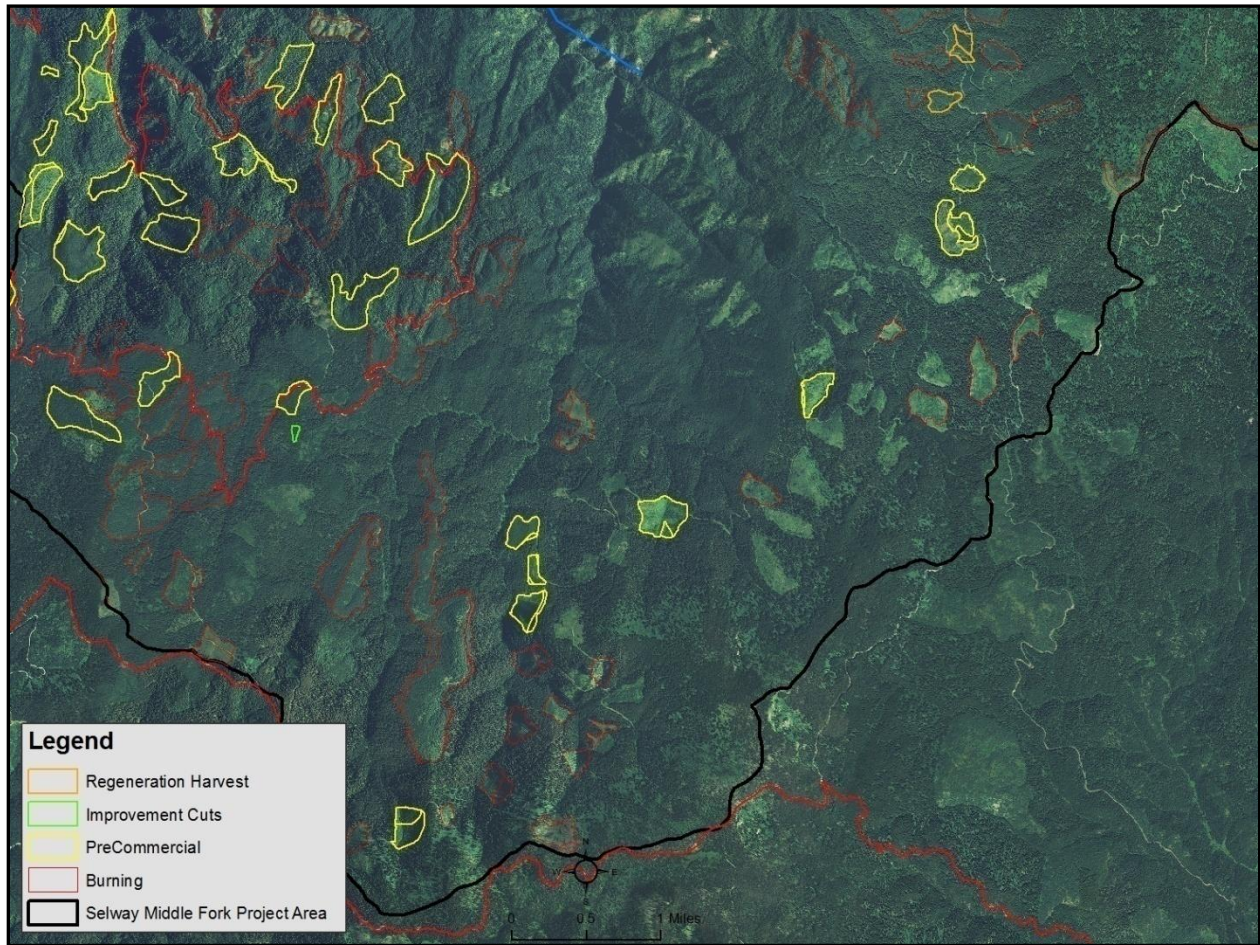 Legend
Regeneration Harvest
Improvement Cuts
PreCommercial
Burning
Selway Middle Fork Project Area
N
E
S
0 0.5 1 Miles